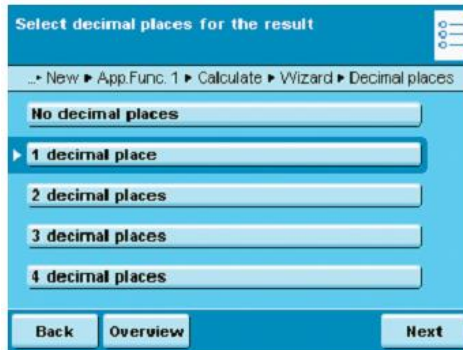 Select decimal places for the result
...▸ New ▸ App.Func. 1 ▸ Calculate ▸ Wizard ▸ Decimal places
No decimal places
1 decimal place
2 decimal places
3 decimal places
4 decimal places
Back Overview Next